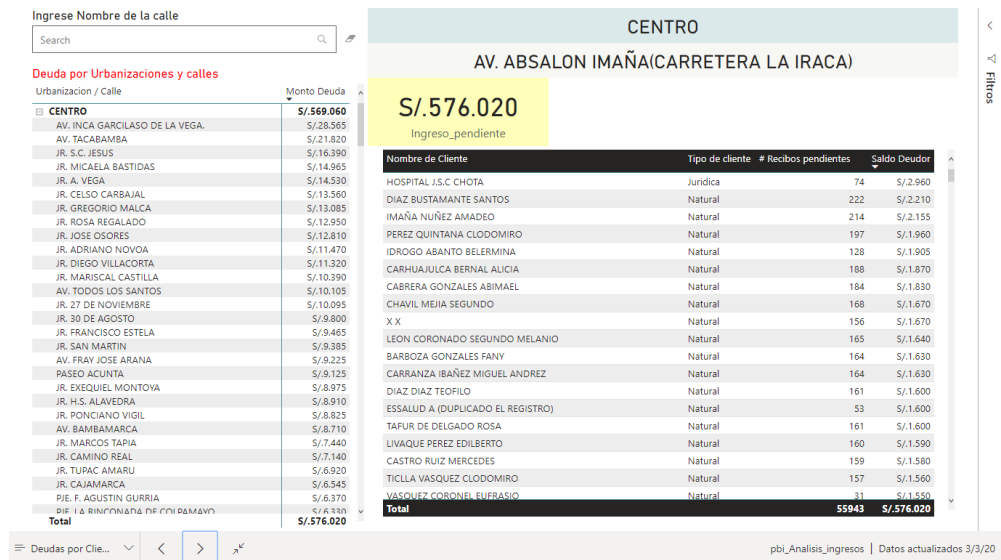 Ingrese Nombre de la calle
Search
Deuda por Urbanizaciones y calles
Urbanizacion / Calle Monto Deuda
CENTRO S/.569.060
AV. INCA GARCILASO DE LA VEGA. S/.28.565
AV. TACABAMBA S/.21.820
JR. S.C. JESUS S/.16.390
JR. MICAELA BASTIDAS S/.14.965
JR. A. VEGA S/.14.530
JR. CELSO CARBAJAL S/.13.560
JR. GREGORIO MALCA S/.13.085
JR. ROSA REGALADO S/.12.950
JR. JOSE OSORES S/.12.810
JR. ADRIANO NOVOA S/.11.470
JR. DIEGO VILLACORTA S/.11.320
JR. MARISCAL CASTILLA S/.10.390
AV. TODOS LOS SANTOS S/.10.105
JR. 27 DE NOVIEMBRE S/.10.095
JR. 30 DE AGOSTO S/.9.800
JR. FRANCISCO ESTELA S/.9.465
JR. SAN MARTIN S/.9.385
AV. FRAY JOSE ARANA S/.9.225
PASEO ACUNTA S/.9.125
JR. EXEQUIEL MONTOYA S/.8.975
JR. H.S. ALAVEDRA S/.8.910
JR. PONCIANO VIGIL S/.8.825
AV. BAMBAMARCA S/.8.710
JR. MARCOS TAPIA S/.7.440
JR. CAMINO REAL S/.7.140
JR. TUPAC AMARU S/.6.920
JR. CAJAMARCA S/.6.545
PJE. F. AGUSTIN GURRIA S/.6.370
PJE. LA RINCONADA DE COLPAMAYO S/.6.330
Total S/.576.020
CENTRO
AV. ABSALON IMAÑA(CARRETERA LA IRACA)
S/.576.020
Ingreso_pendiente
Nombre de Cliente Tipo de cliente # Recibos pendientes Saldo Deudor
HOSPITAL J.S.C CHOTA Juridica 74 S/.2.960
DIAZ BUSTAMANTE SANTOS Natural 222 S/.2.210
IMAÑA NUÑEZ AMADEO Natural 214 S/.2.155
PEREZ QUINTANA CLODOMIRO Natural 197 S/.1.960
IDROGO ABANTO BELERMINA Natural 128 S/.1.905
CARHUAJULCA BERNAL ALICIA Natural 188 S/.1.870
CABRERA GONZALES ABIMAEL Natural 184 S/.1.830
CHAVIL MEJIA SEGUNDO Natural 168 S/.1.670
X X Natural 156 S/.1.670
LEON CORONADO SEGUNDO MELANIO Natural 165 S/.1.640
BARBOZA GONZALES FANY Natural 164 S/.1.630
CARRANZA IBAÑEZ MIGUEL ANDREZ Natural 164 S/.1.630
DIAZ DIAZ TEOFILO Natural 161 S/.1.600
ESSALUD A (DUPLICADO EL REGISTRO) Natural 53 S/.1.600
TAFUR DE DELGADO ROSA Natural 161 S/.1.600
LIVAQUE PEREZ EDILBERTO Natural 160 S/.1.590
CASTRO RUIZ MERCEDES Natural 159 S/.1.580
TICLLA VASQUEZ CLODOMIRO Natural 157 S/.1.560
VASQUEZ CORONEL EUFRASIO Natural 31 S/.1.550
Total 55943 S/.576.020
Filtros
Deudas por Clie...
pbi_Analisis_ingresos | Datos actualizados 3/3/20